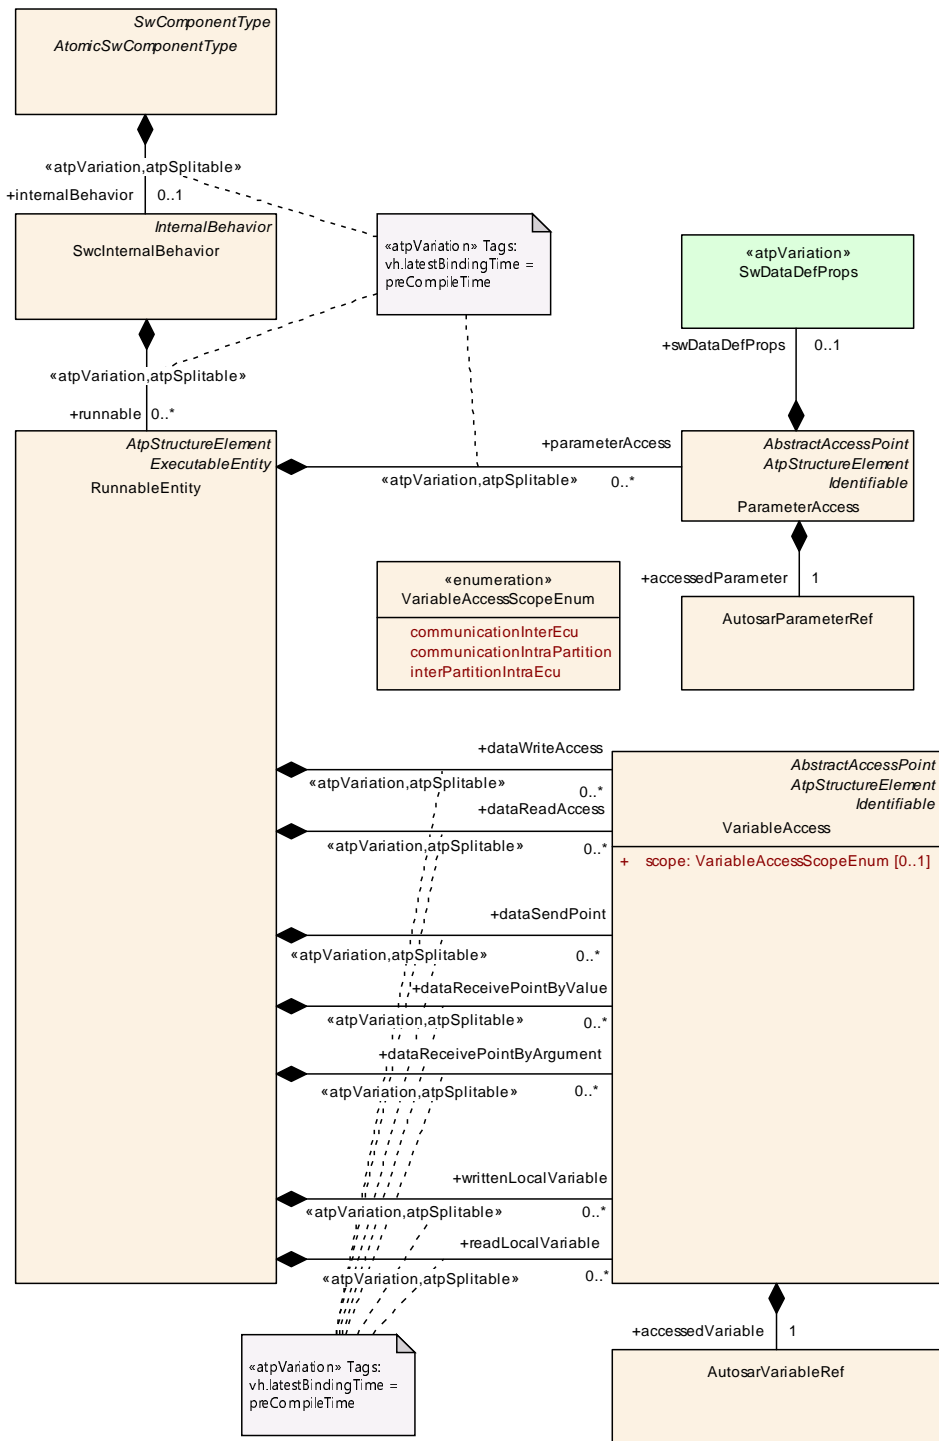 SwComponentType
AtomicSwComponentType
«atpVariation,atpSplitable»
+internalBehavior 0..1
InternalBehavior
SwcInternalBehavior
«atpVariation» Tags:
vh.latestBindingTime =
preCompileTime
«atpVariation»
SwDataDefProps
+swDataDefProps 0..1
«atpVariation,atpSplitable»
+runnable 0..*
AtpStructureElement
ExecutableEntity
RunnableEntity
+parameterAccess
«atpVariation,atpSplitable» 0..*
AbstractAccessPoint
AtpStructureElement
Identifiable
ParameterAccess
+accessedParameter 1
AutosarParameterRef
«enumeration»
VariableAccessScopeEnum
communicationInterEcu
communicationIntraPartition
interPartitionIntraEcu
+dataWriteAccess
«atpVariation,atpSplitable» 0..*
+dataReadAccess
«atpVariation,atpSplitable» 0..*
AbstractAccessPoint
AtpStructureElement
Identifiable
VariableAccess
+ scope: VariableAccessScopeEnum [0..1]
+dataSendPoint
«atpVariation,atpSplitable» 0..*
+dataReceivePointByValue
«atpVariation,atpSplitable» 0..*
+dataReceivePointByArgument
«atpVariation,atpSplitable» 0..*
+writtenLocalVariable
«atpVariation,atpSplitable» 0..*
+readLocalVariable
«atpVariation,atpSplitable» 0..*
+accessedVariable 1
«atpVariation» Tags:
vh.latestBindingTime =
preCompileTime
AutosarVariableRef